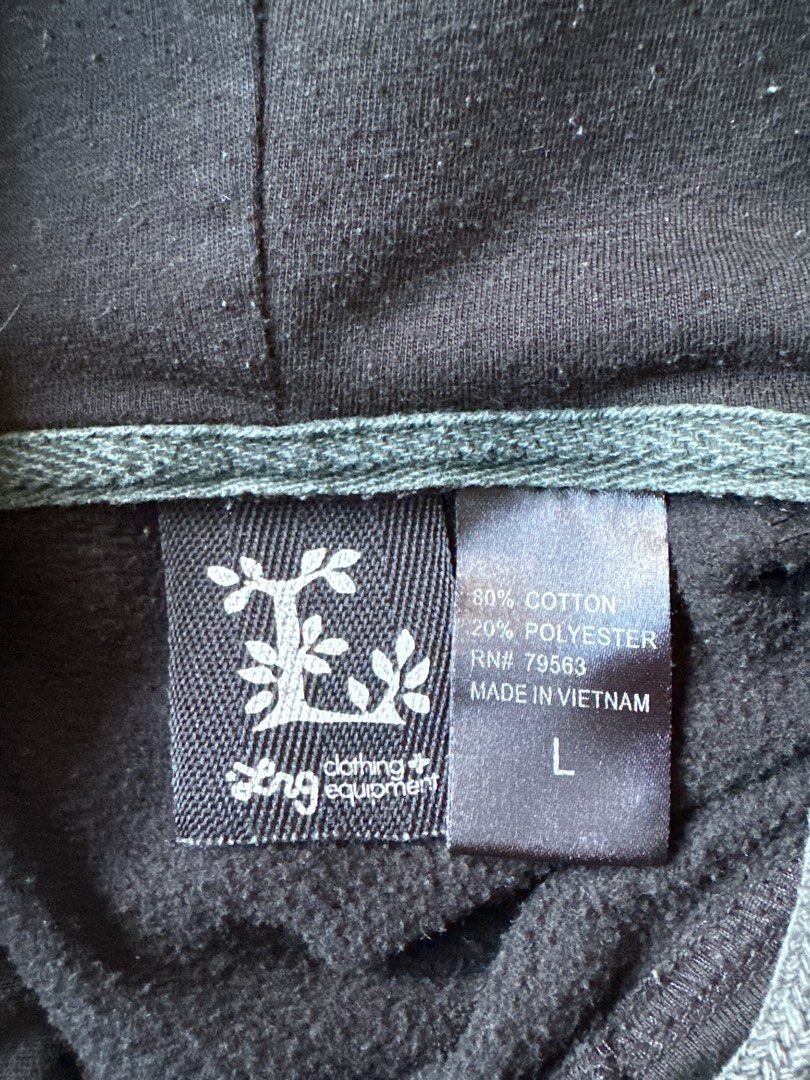 L
lrg clothing +
equipment
80% COTTON
20% POLYESTER
RN# 79563
MADE IN VIETNAM
L